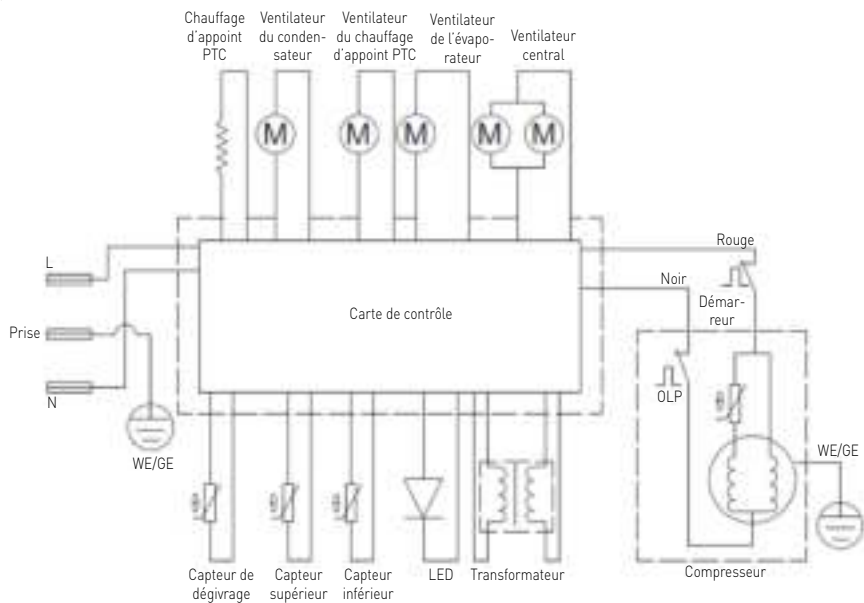 Chauffage
d'appoint
PTC
Ventilateur
du conden-
sateur
Ventilateur
du chauffage
d'appoint PTC
Ventilateur
de l'évapo-
rateur
Ventilateur
central
M
M
M
M
M
L
Prise
N
WE/GE
Carte de contrôle
Rouge
Noir
Démar-
reur
OLP
WE/GE
Compresseur
Capteur de
dégivrage
Capteur
supérieur
Capteur
inférieur
LED
Transformateur